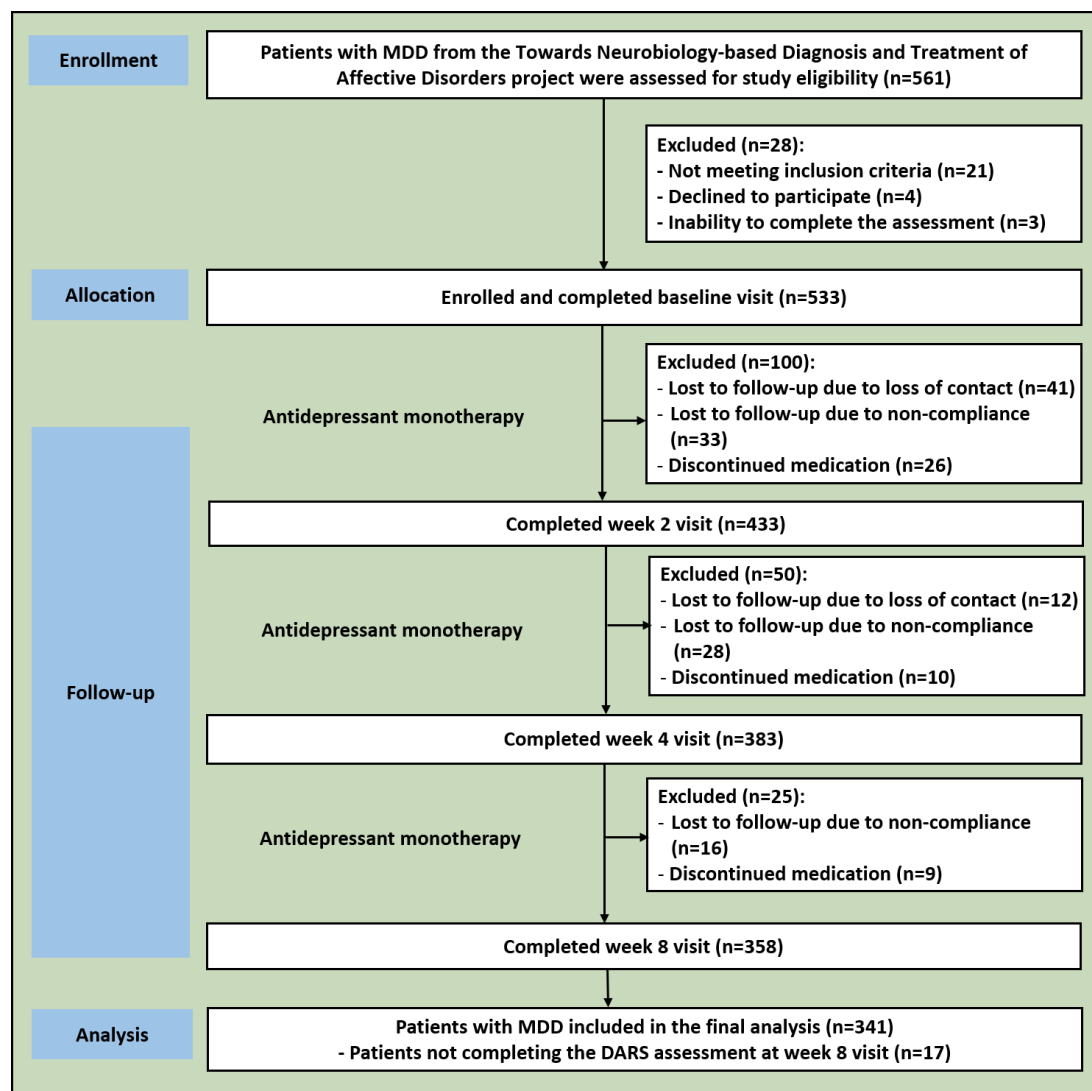 Enrollment
Patients with MDD from the Towards Neurobiology-based Diagnosis and Treatment of
Affective Disorders project were assessed for study eligibility (n=561)
Excluded (n=28):
- Not meeting inclusion criteria (n=21)
- Declined to participate (n=4)
- Inability to complete the assessment (n=3)
Allocation
Enrolled and completed baseline visit (n=533)
Excluded (n=100):
- Lost to follow-up due to loss of contact (n=41)
- Lost to follow-up due to non-compliance
(n=33)
- Discontinued medication (n=26)
Antidepressant monotherapy
Follow-up
Completed week 2 visit (n=433)
Excluded (n=50):
- Lost to follow-up due to loss of contact (n=12)
- Lost to follow-up due to non-compliance
(n=28)
- Discontinued medication (n=10)
Antidepressant monotherapy
Completed week 4 visit (n=383)
Excluded (n=25):
- Lost to follow-up due to non-compliance
(n=16)
- Discontinued medication (n=9)
Antidepressant monotherapy
Completed week 8 visit (n=358)
Analysis
Patients with MDD included in the final analysis (n=341)
- Patients not completing the DARS assessment at week 8 visit (n=17)